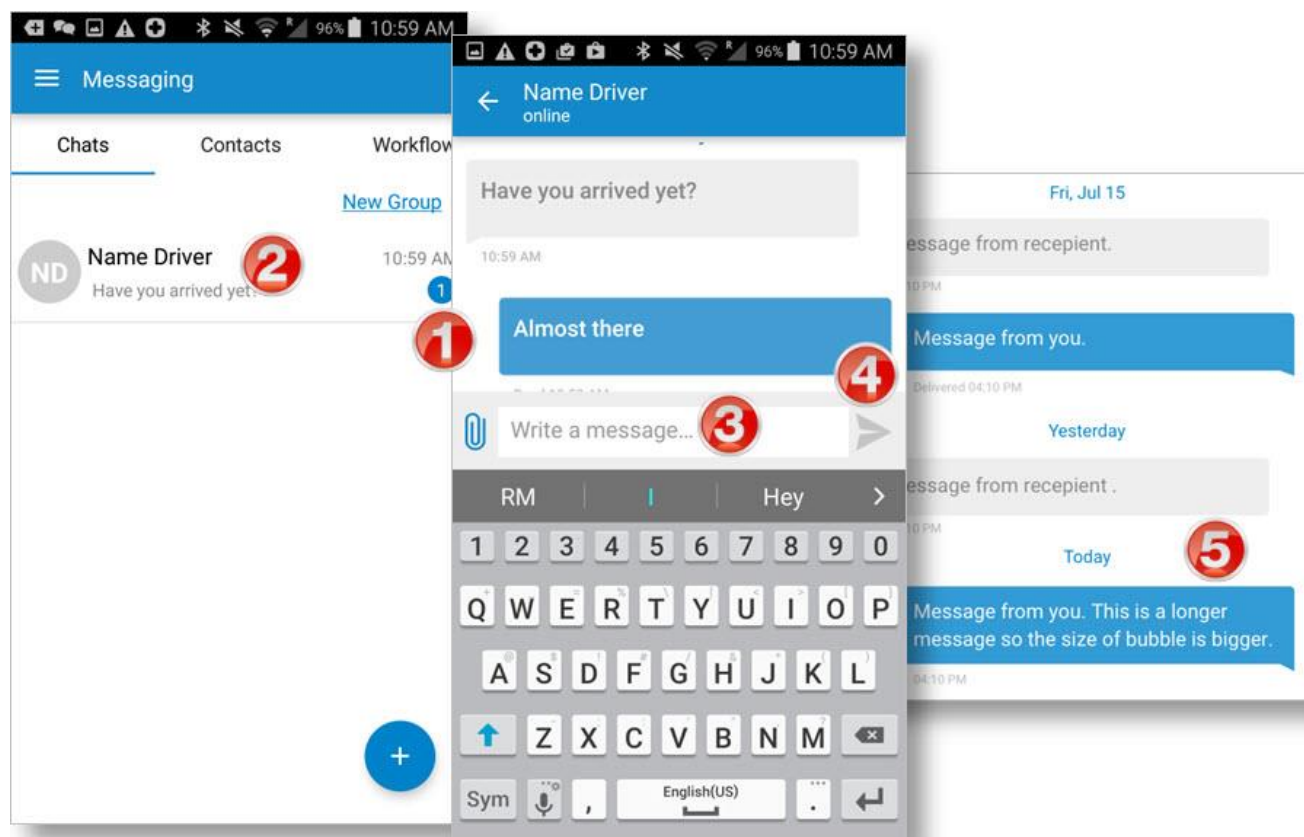 96% 10:59 AM
Messaging
Chats Contacts Workflow
New Group
ND
Name Driver 10:59 AM
Have you arrived yet? 1
2
1
96% 10:59 AM
Name Driver
online
Have you arrived yet?
10:59 AM
Almost there
4
Write a message...
3
RM I Hey
1 2 3 4 5 6 7 8 9 0
Q W E R T Y U I O P
A S D F G H J K L
Z X C V B N M
Sym , English(US) .
Fri, Jul 15
essage from recepient.
10 PM
Message from you.
Delivered 04:10 PM
Yesterday
essage from recepient .
10 PM
Today
5
Message from you. This is a longer
message so the size of bubble is bigger.
04:10 PM